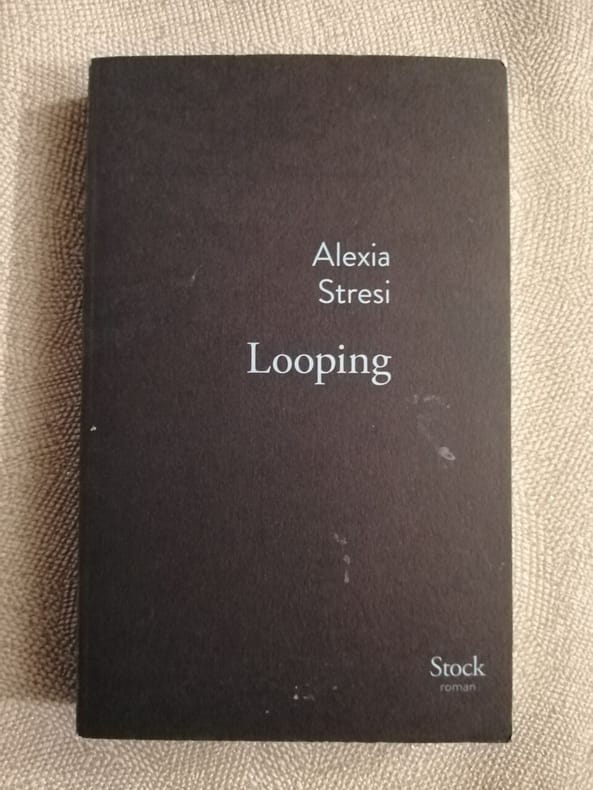 Alexia
Stresi
Looping
Stock
roman